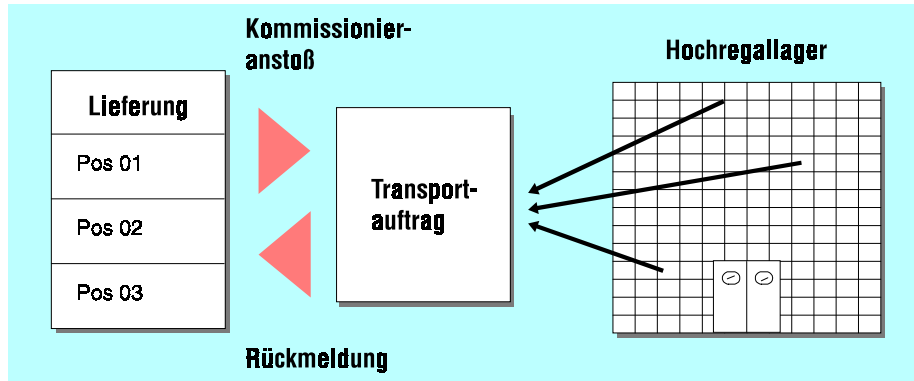 Kommissionier-
anstoß
Hochregallager
Lieferung
Pos 01
Pos 02
Pos 03
Transport-
auftrag
Rückmeldung